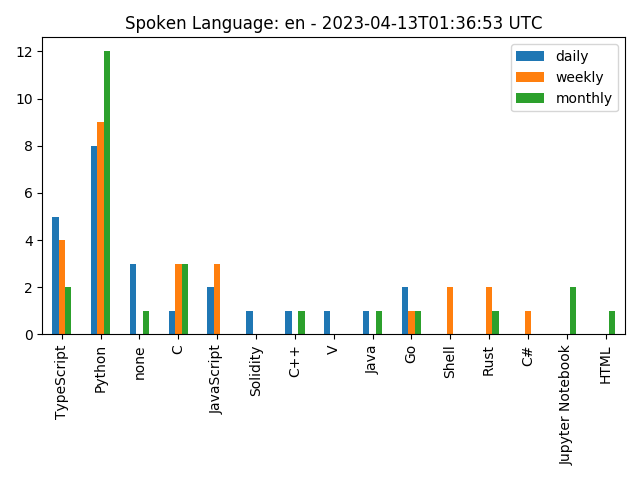 Spoken Language: en - 2023-04-13T01:36:53 UTC
daily
weekly
monthly
12
10
8
6
4
2
0
TypeScript
Python
none
C
JavaScript
Solidity
C++
V
Java
Go
Shell
Rust
C#
Jupyter Notebook
HTML